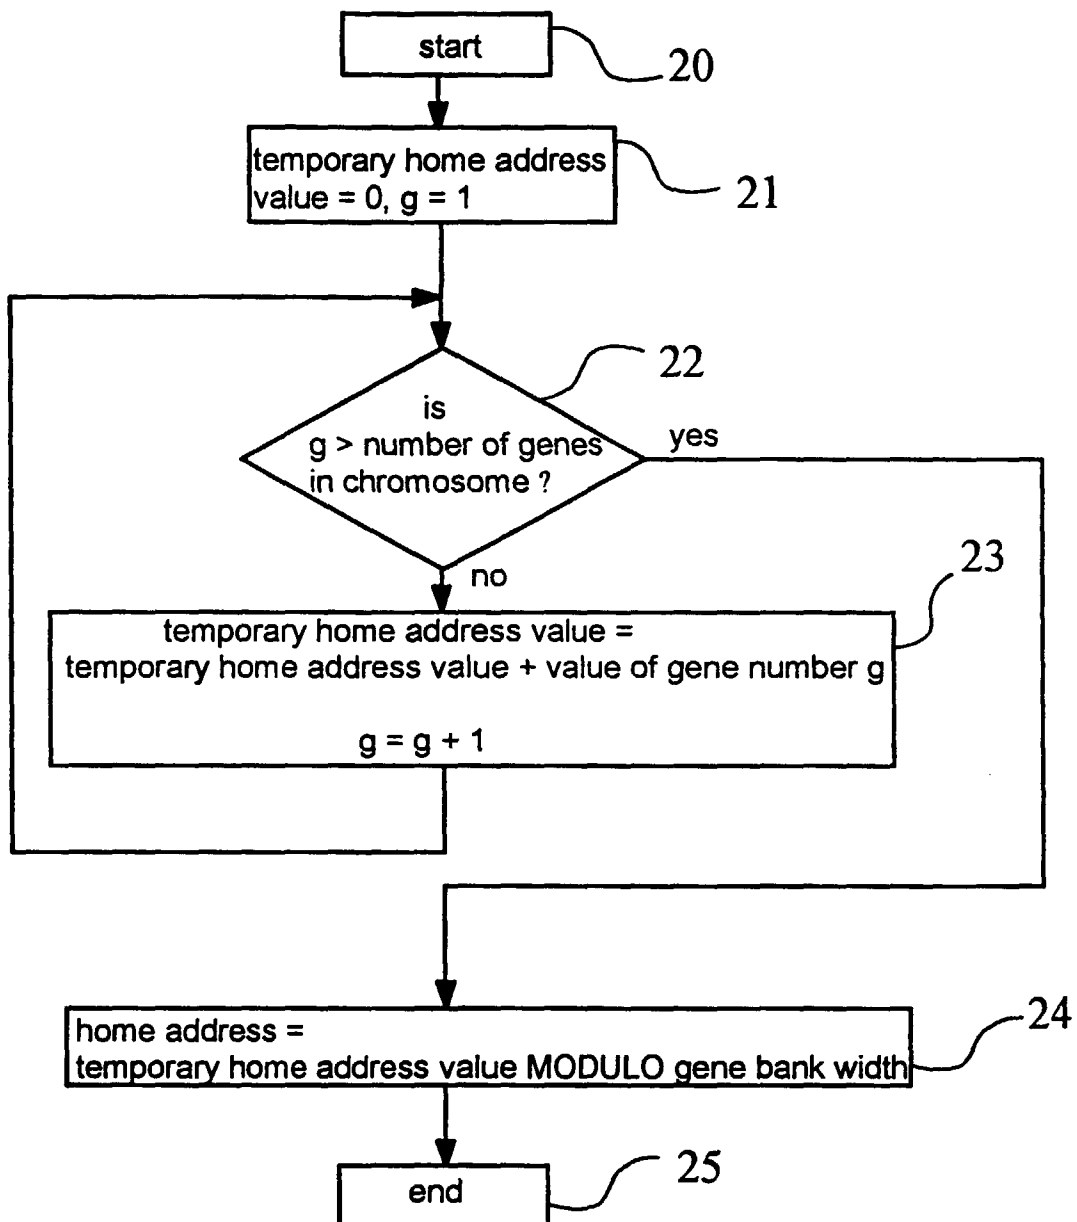 start
20
temporary home address
value = 0, g = 1
21
22
is
g > number of genes
in chromosome ?
yes
no
23
temporary home address value =
temporary home address value + value of gene number g
g = g + 1
24
home address =
temporary home address value MODULO gene bank width
25
end